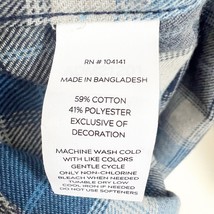 RN # 104141
MADE IN BANGLADESH
59% COTTON
41% POLYESTER
EXCLUSIVE OF
DECORATION
MACHINE WASH COLD
WITH LIKE COLORS
GENTLE CYCLE
ONLY NON-CHLORINE
BLEACH WHEN NEEDED
TUMBLE DRY LOW
COOL IRON IF NEEDED
DO NOT USE SOFTENERS